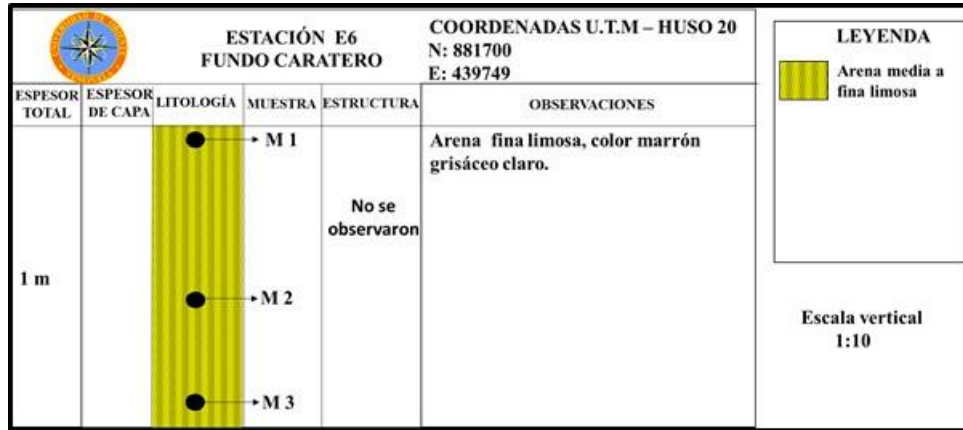 ESTACIÓN E6
FUNDO CARATERO
COORDENADAS U.T.M – HUSO 20
N: 881700
E: 439749
ESPESOR TOTAL
ESPESOR DE CAPA
LITOLOGÍA
MUESTRA
ESTRUCTURA
OBSERVACIONES
1 m
M 1
M 2
M 3
No se
observaron
Arena fina limosa, color marrón
grisáceo claro.
LEYENDA
Arena media a
fina limosa
Escala vertical
1:10